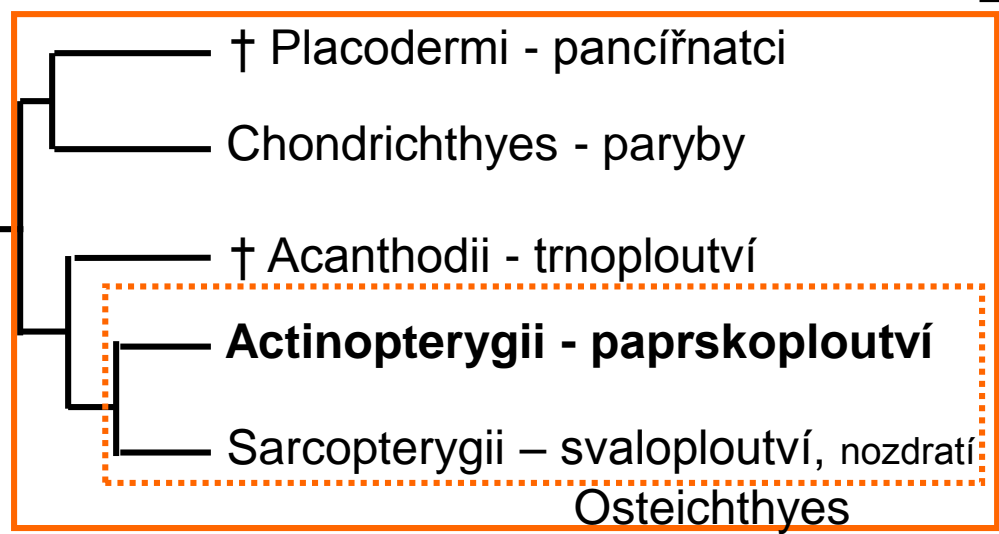 † Placodermi - pancířnatci
Chondrichthyes - paryby
† Acanthodii - trnoploutví
Actinopterygii - paprskoploutví
Sarcopterygii – svaloploutví, nozdratí
Osteichthyes